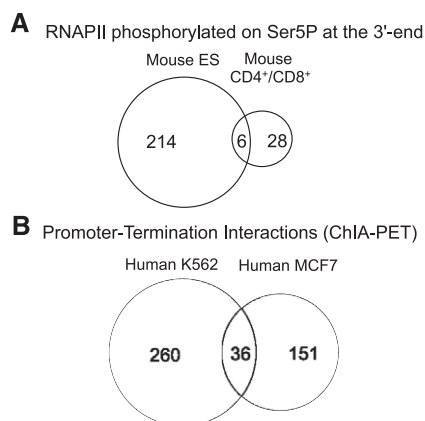 A RNAPII phosphorylated on Ser5P at the 3'-end
Mouse ES
Mouse
CD4⁺/CD8⁺
214
6
28
B Promoter-Termination Interactions (ChIA-PET)
Human K562
Human MCF7
260
36
151